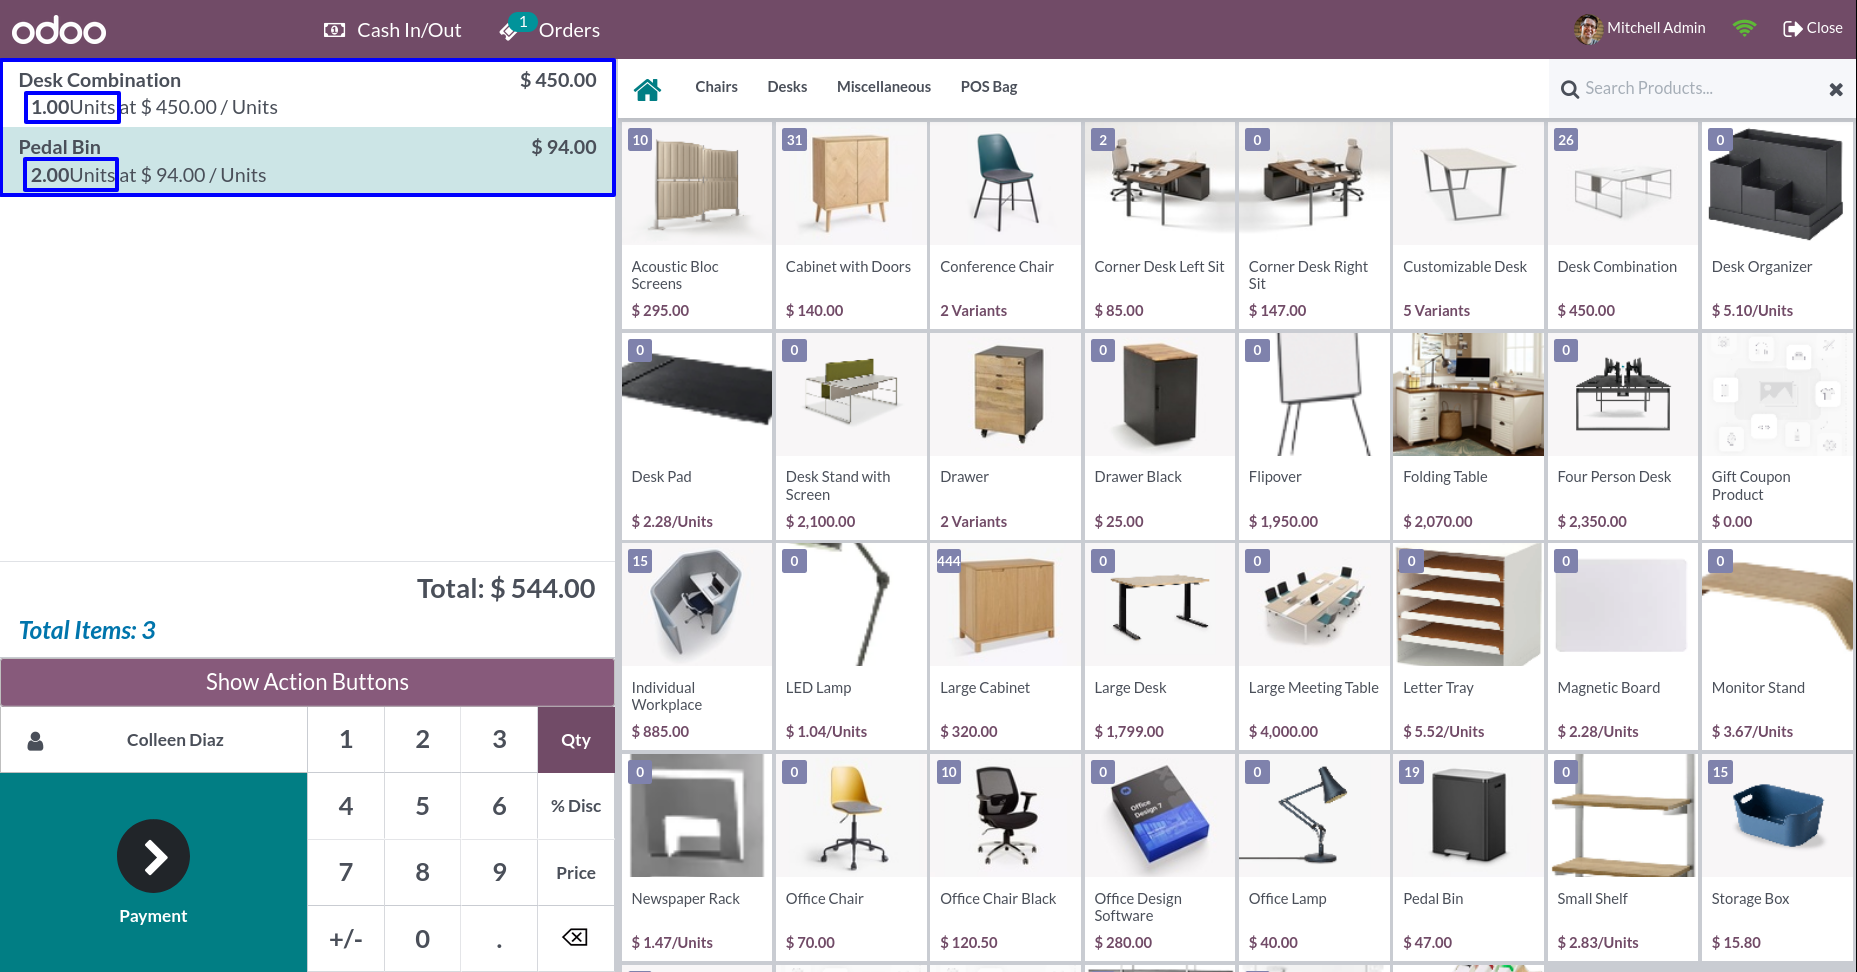 odoo
Cash In/Out
1
Orders
Mitchell Admin
Close
Desk Combination $ 450.00
1.00Units at $ 450.00 / Units
Pedal Bin $ 94.00
2.00Units at $ 94.00 / Units
Total: $ 544.00
Total Items: 3
Show Action Buttons
Colleen Diaz
1 2 3 Qty
4 5 6 % Disc
7 8 9 Price
+/- 0 .
Payment
Chairs Desks Miscellaneous POS Bag
Search Products...
10
Acoustic Bloc
Screens
$ 295.00
31
Cabinet with Doors
$ 140.00
Conference Chair
2 Variants
2
Corner Desk Left Sit
$ 85.00
0
Corner Desk Right
Sit
$ 147.00
Customizable Desk
5 Variants
26
Desk Combination
$ 450.00
0
Desk Organizer
$ 5.10/Units
0
Desk Pad
$ 2.28/Units
0
Desk Stand with
Screen
$ 2,100.00
Drawer
2 Variants
0
Drawer Black
$ 25.00
0
Flipover
$ 1,950.00
Folding Table
$ 2,070.00
0
Four Person Desk
$ 2,350.00
Gift Coupon
Product
$ 0.00
15
Individual
Workplace
$ 885.00
0
LED Lamp
$ 1.04/Units
444
Large Cabinet
$ 320.00
0
Large Desk
$ 1,799.00
0
Large Meeting Table
$ 4,000.00
0
Letter Tray
$ 5.52/Units
0
Magnetic Board
$ 2.28/Units
0
Monitor Stand
$ 3.67/Units
0
Newspaper Rack
$ 1.47/Units
0
Office Chair
$ 70.00
10
Office Chair Black
$ 120.50
0
Office
Design 7
Office Design
Software
$ 280.00
0
Office Lamp
$ 40.00
19
Pedal Bin
$ 47.00
0
Small Shelf
$ 2.83/Units
15
Storage Box
$ 15.80